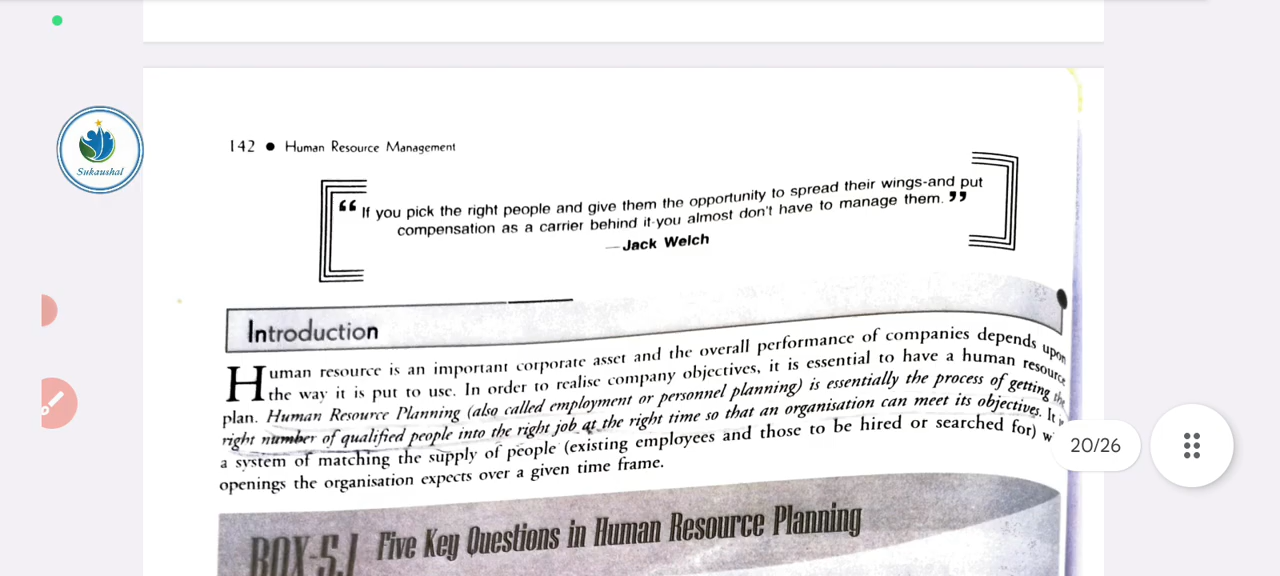 Sukaushal
142 ● Human Resource Management
“ If you pick the right people and give them the opportunity to spread their wings-and put
compensation as a carrier behind it-you almost don't have to manage them. ”
—Jack Welch
Introduction
Human resource is an important corporate asset and the overall performance of companies depends upon
the way it is put to use. In order to realise company objectives, it is essential to have a human resource
plan. Human Resource Planning (also called employment or personnel planning) is essentially the process of getting the
right number of qualified people into the right job at the right time so that an organisation can meet its objectives. It
a system of matching the supply of people (existing employees and those to be hired or searched for)
openings the organisation expects over a given time frame.
20/26
BOX-5.1 Five Key Questions in Human Resource Planning